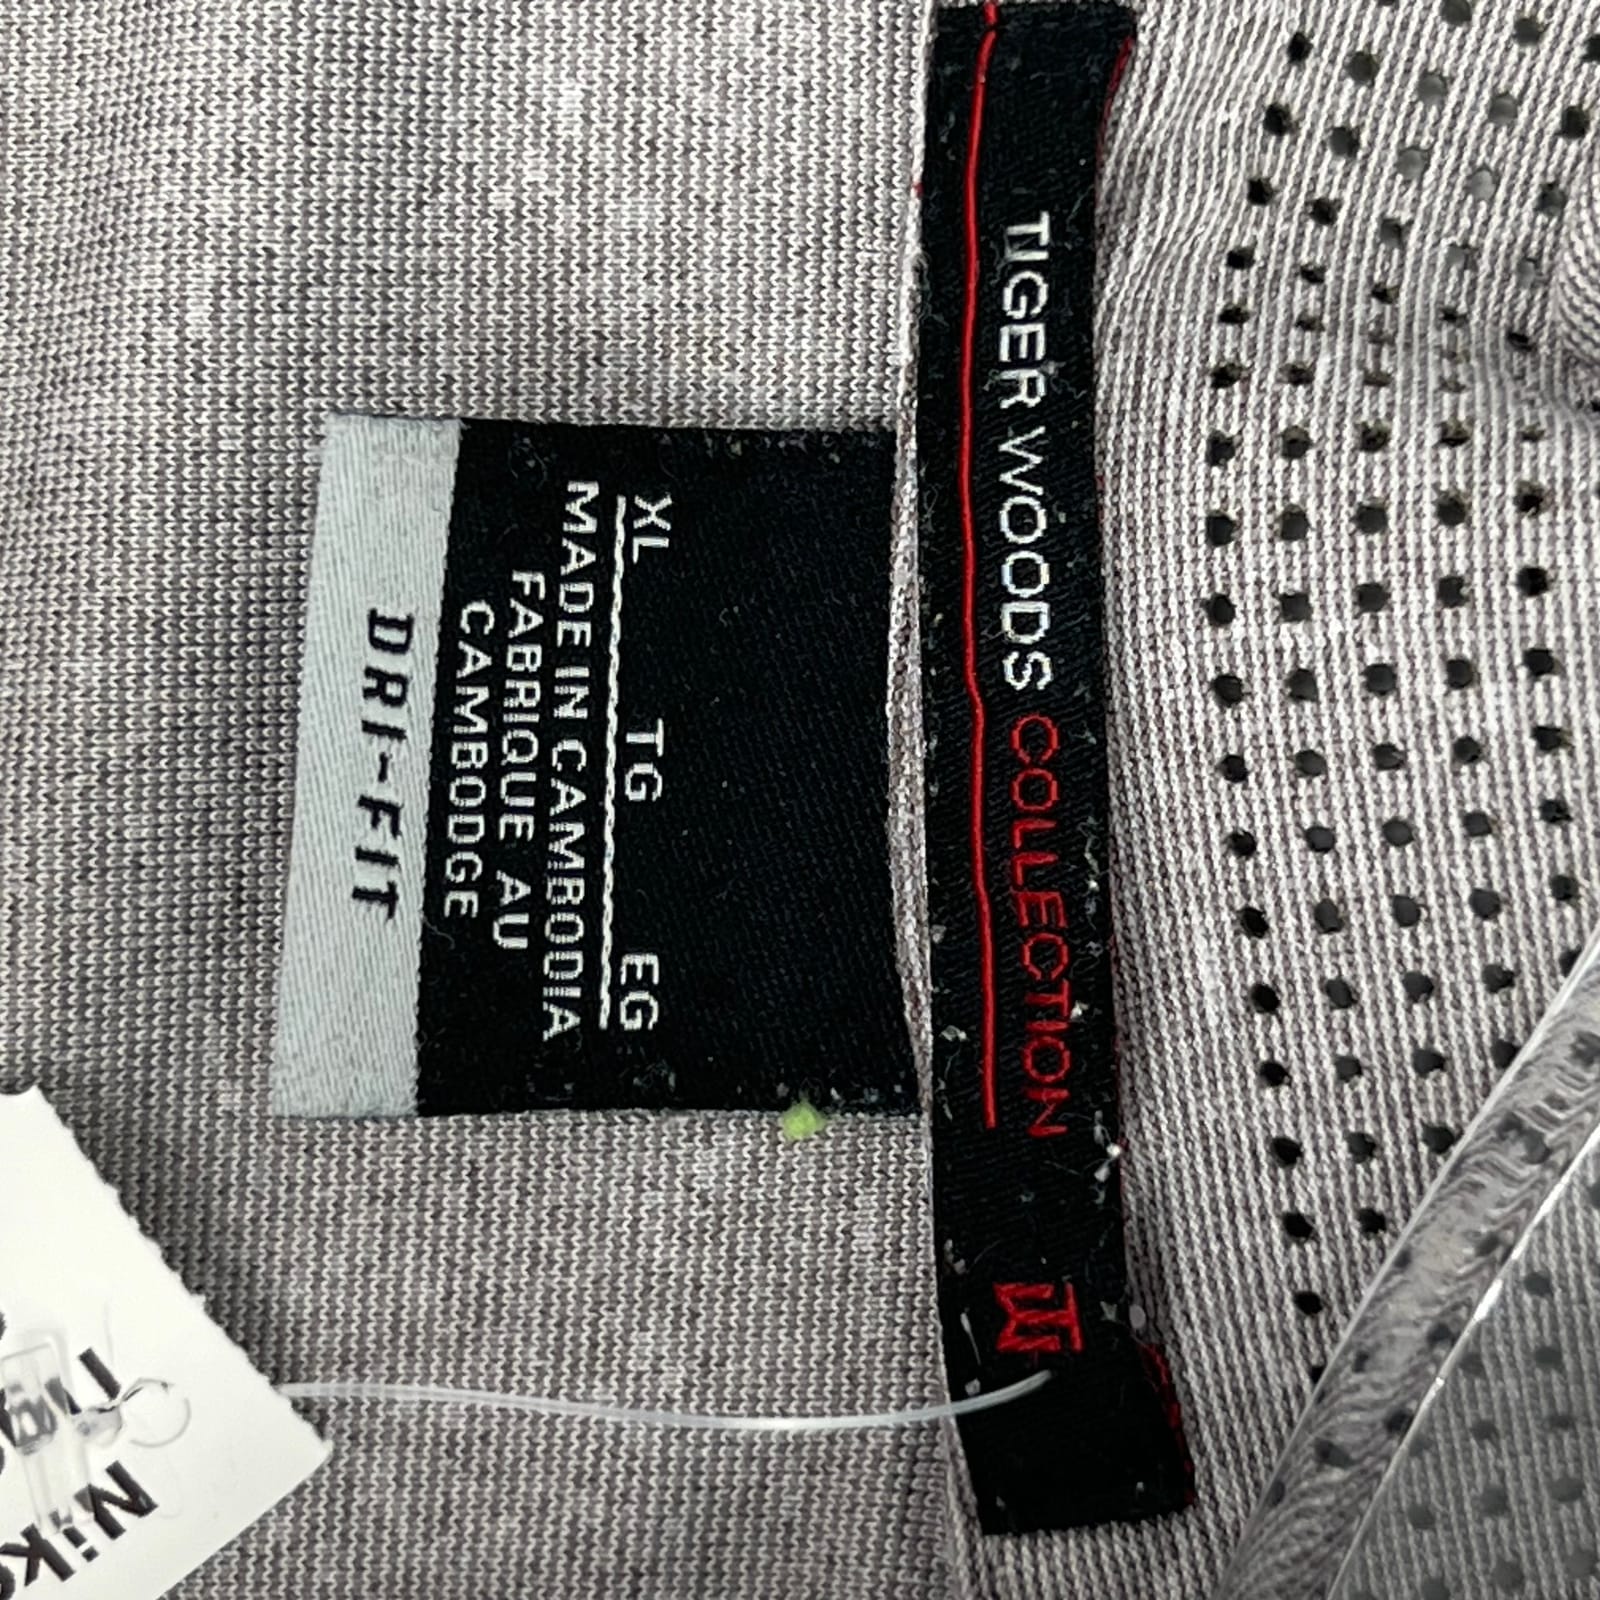 TIGER WOODS COLLECTION
XL TG EG
MADE IN CAMBODIA
FABRIQUE AU
CAMBODGE
DRI-FIT